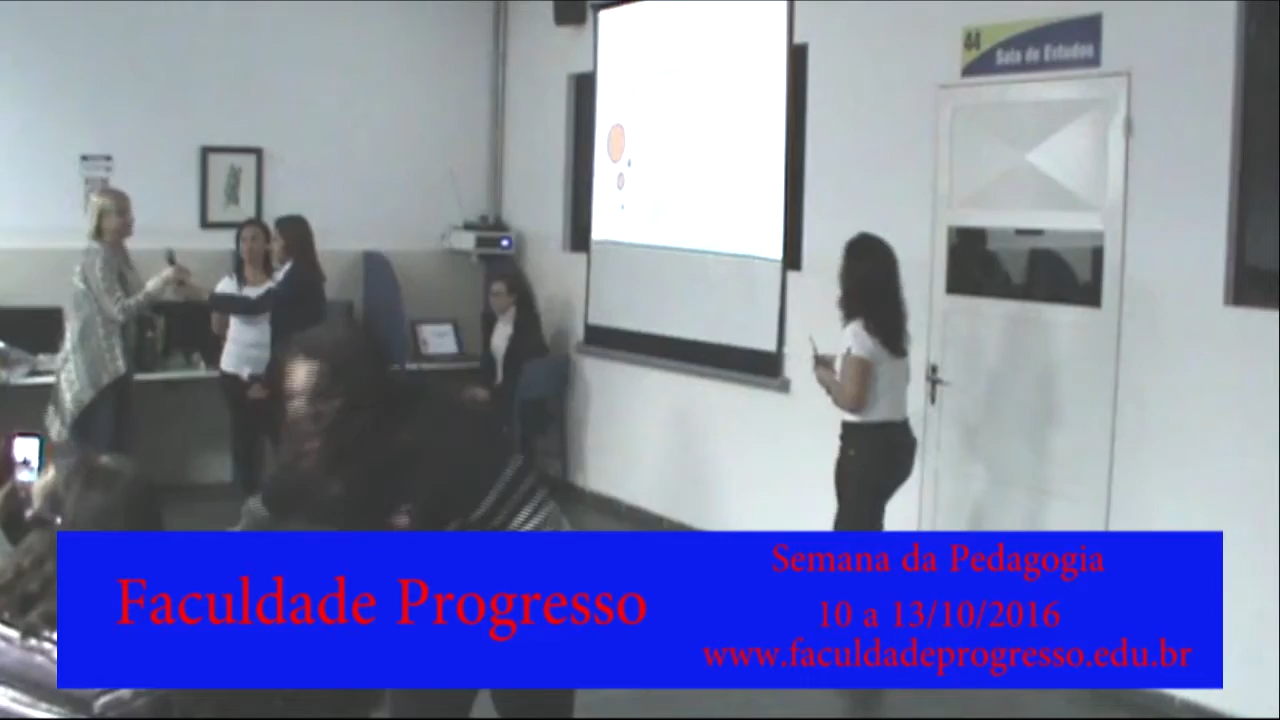 44
Sala de Estudos
Faculdade Progresso
Semana da Pedagogia
10 a 13/10/2016
www.faculdadeprogresso.edu.br